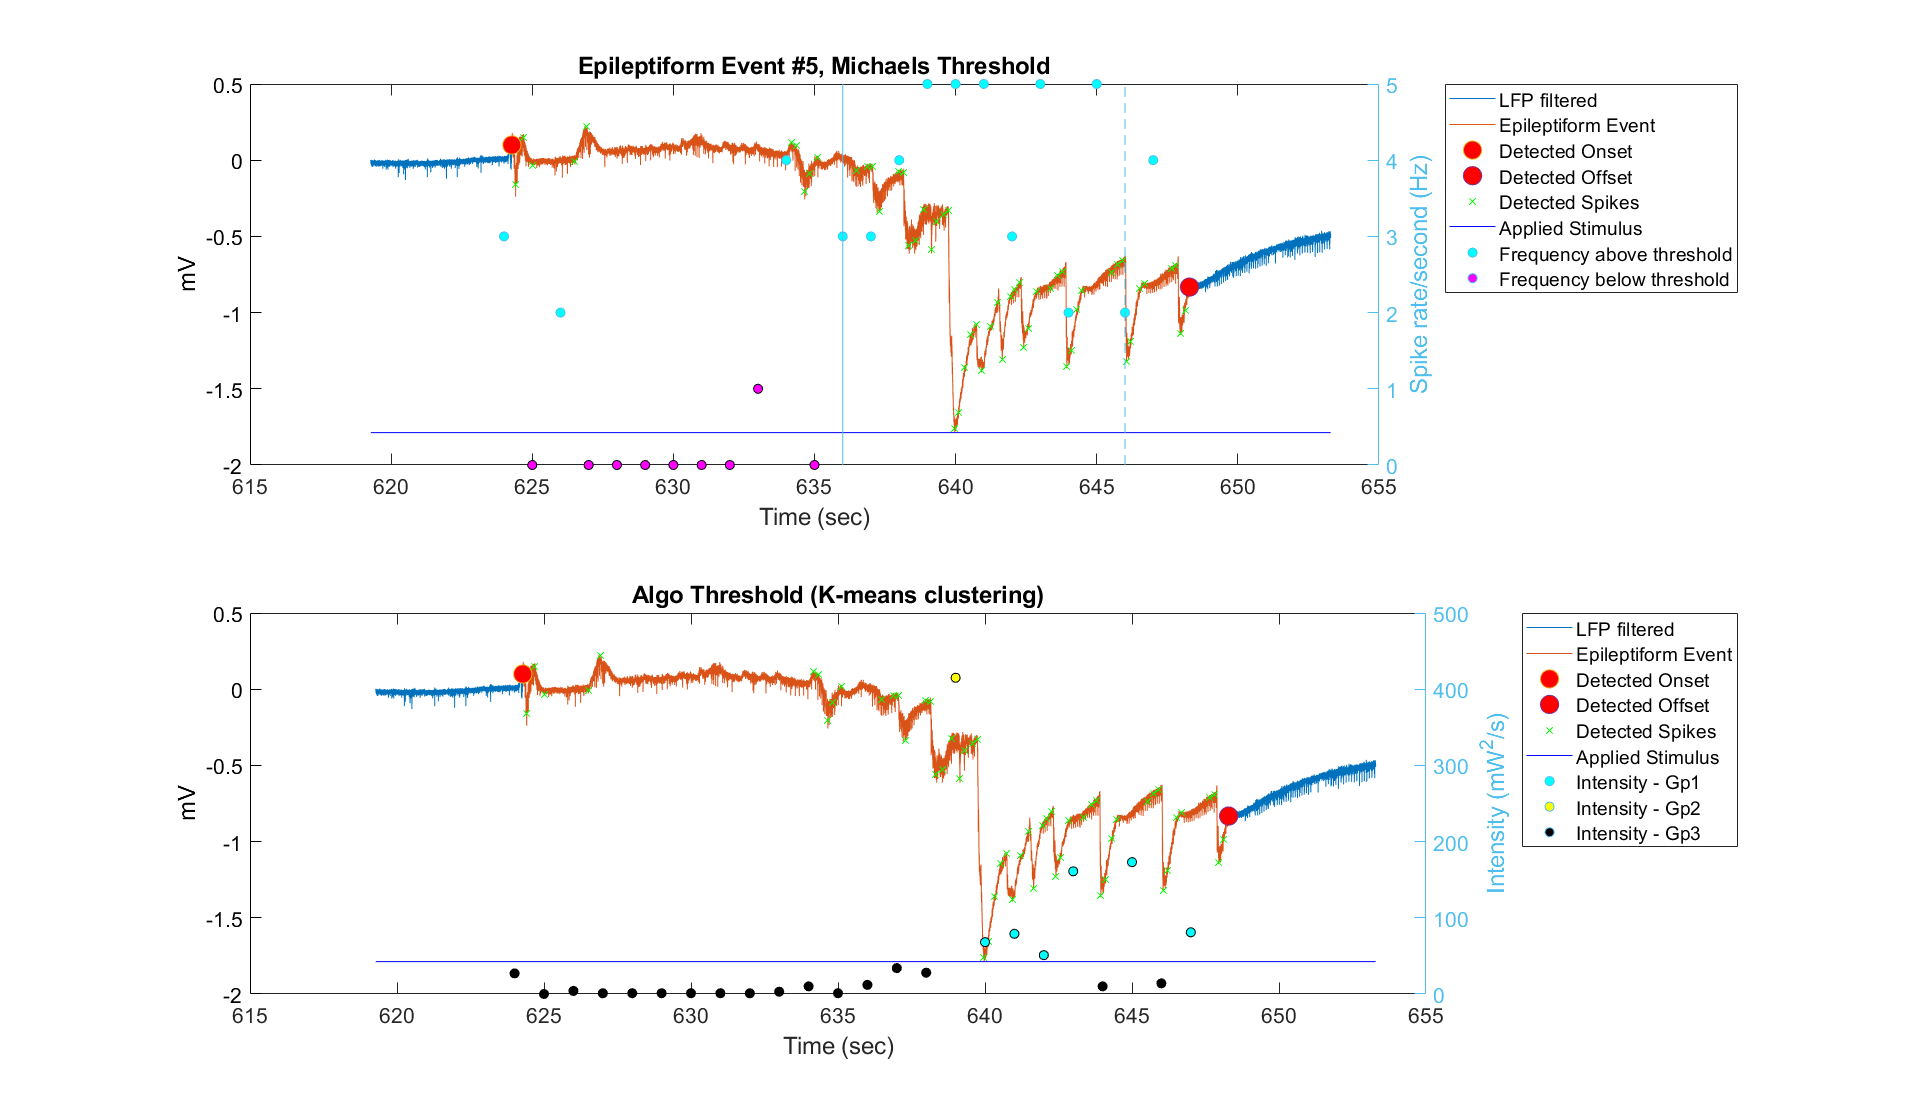 Epileptiform Event #5, Michaels Threshold
0.5
0
-0.5
-1
-1.5
-2
mV
615
620
625
630
635
640
645
650
655
Time (sec)
5
4
3
2
1
0
Spike rate/second (Hz)
LFP filtered
Epileptiform Event
Detected Onset
Detected Offset
Detected Spikes
Applied Stimulus
Frequency above threshold
Frequency below threshold
Algo Threshold (K-means clustering)
0.5
0
-0.5
-1
-1.5
-2
mV
615
620
625
630
635
640
645
650
655
Time (sec)
500
400
300
200
100
0
Intensity (mW²/s)
LFP filtered
Epileptiform Event
Detected Onset
Detected Offset
Detected Spikes
Applied Stimulus
Intensity - Gp1
Intensity - Gp2
Intensity - Gp3